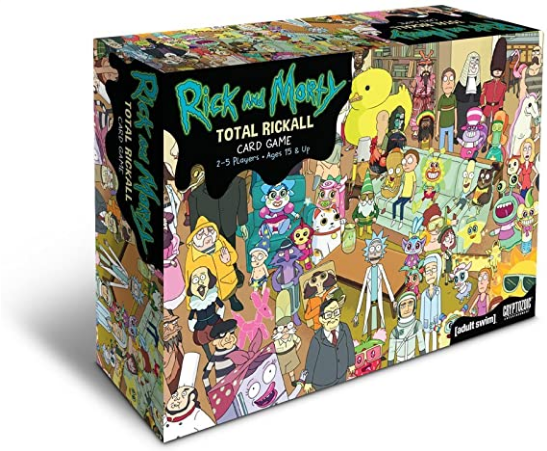 Rick and Morty
TOTAL RICKALL
CARD GAME
2-5 Players • Ages 15 & Up
Rick and Morty
TOTAL RICKALL
CARD GAME
[adult swim]
CRYPTOZOIC
ENTERTAINMENT